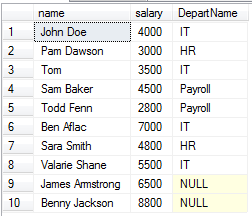 name salary DepartName
1 John Doe 4000 IT
2 Pam Dawson 3000 HR
3 Tom 3500 IT
4 Sam Baker 4500 Payroll
5 Todd Fenn 2800 Payroll
6 Ben Aflac 7000 IT
7 Sara Smith 4800 HR
8 Valarie Shane 5500 IT
9 James Armstrong 6500 NULL
10 Benny Jackson 8800 NULL